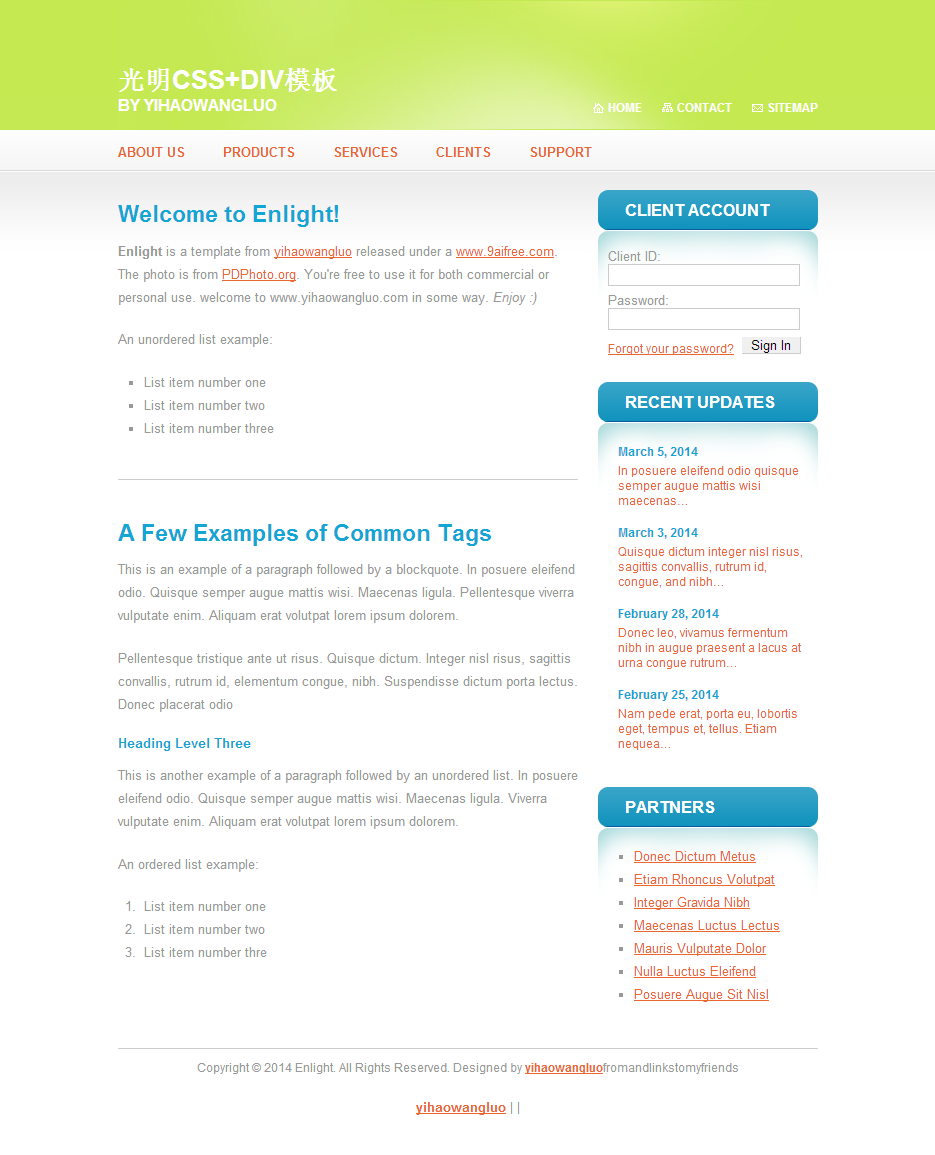 光明CSS+DIV模板
BY YIHAOWANGLUO
HOME CONTACT SITEMAP
ABOUT US PRODUCTS SERVICES CLIENTS SUPPORT
Welcome to Enlight!
Enlight is a template from yihaowangluo released under a www.9aifree.com.
The photo is from PDPhoto.org. You're free to use it for both commercial or
personal use. welcome to www.yihaowangluo.com in some way. Enjoy :)
An unordered list example:
List item number one
List item number two
List item number three
A Few Examples of Common Tags
This is an example of a paragraph followed by a blockquote. In posuere eleifend
odio. Quisque semper augue mattis wisi. Maecenas ligula. Pellentesque viverra
vulputate enim. Aliquam erat volutpat lorem ipsum dolorem.
Pellentesque tristique ante ut risus. Quisque dictum. Integer nisl risus, sagittis
convallis, rutrum id, elementum congue, nibh. Suspendisse dictum porta lectus.
Donec placerat odio
Heading Level Three
This is another example of a paragraph followed by an unordered list. In posuere
eleifend odio. Quisque semper augue mattis wisi. Maecenas ligula. Viverra
vulputate enim. Aliquam erat volutpat lorem ipsum dolorem.
An ordered list example:
1. List item number one
2. List item number two
3. List item number thre
CLIENT ACCOUNT
Client ID:
Password:
Forgot your password? Sign In
RECENT UPDATES
March 5, 2014
In posuere eleifend odio quisque
semper augue mattis wisi
maecenas...
March 3, 2014
Quisque dictum integer nisl risus,
sagittis convallis, rutrum id,
congue, and nibh...
February 28, 2014
Donec leo, vivamus fermentum
nibh in augue praesent a lacus at
urna congue rutrum...
February 25, 2014
Nam pede erat, porta eu, lobortis
eget, tempus et, tellus. Etiam
nequea...
PARTNERS
Donec Dictum Metus
Etiam Rhoncus Volutpat
Integer Gravida Nibh
Maecenas Luctus Lectus
Mauris Vulputate Dolor
Nulla Luctus Eleifend
Posuere Augue Sit Nisl
Copyright © 2014 Enlight. All Rights Reserved. Designed by yihaowangluofromandlinkstomyfriends
yihaowangluo | |